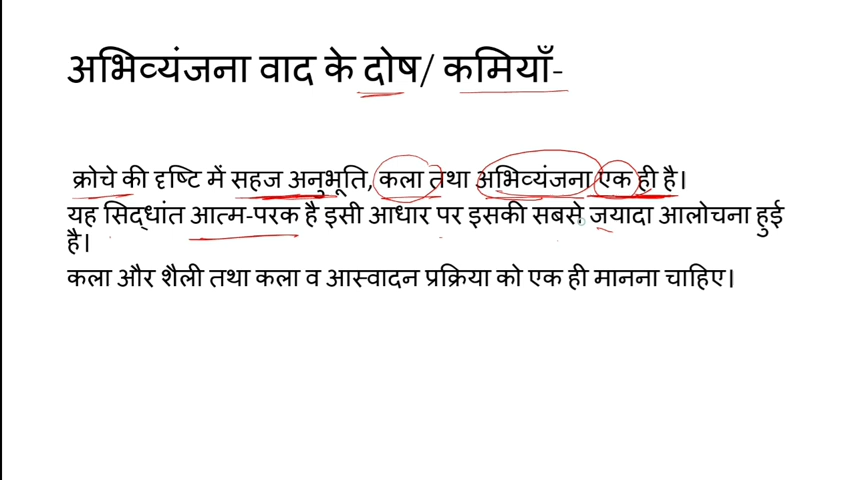 अभिव्यंजना वाद के दोष/ कमियाँ-
क्रोचे की दृष्टि में सहज अनुभूति, कला तथा अभिव्यंजना एक ही है।
यह सिद्धांत आत्म-परक है इसी आधार पर इसकी सबसे जयादा आलोचना हुई
है।
कला और शैली तथा कला व आस्वादन प्रक्रिया को एक ही मानना चाहिए।